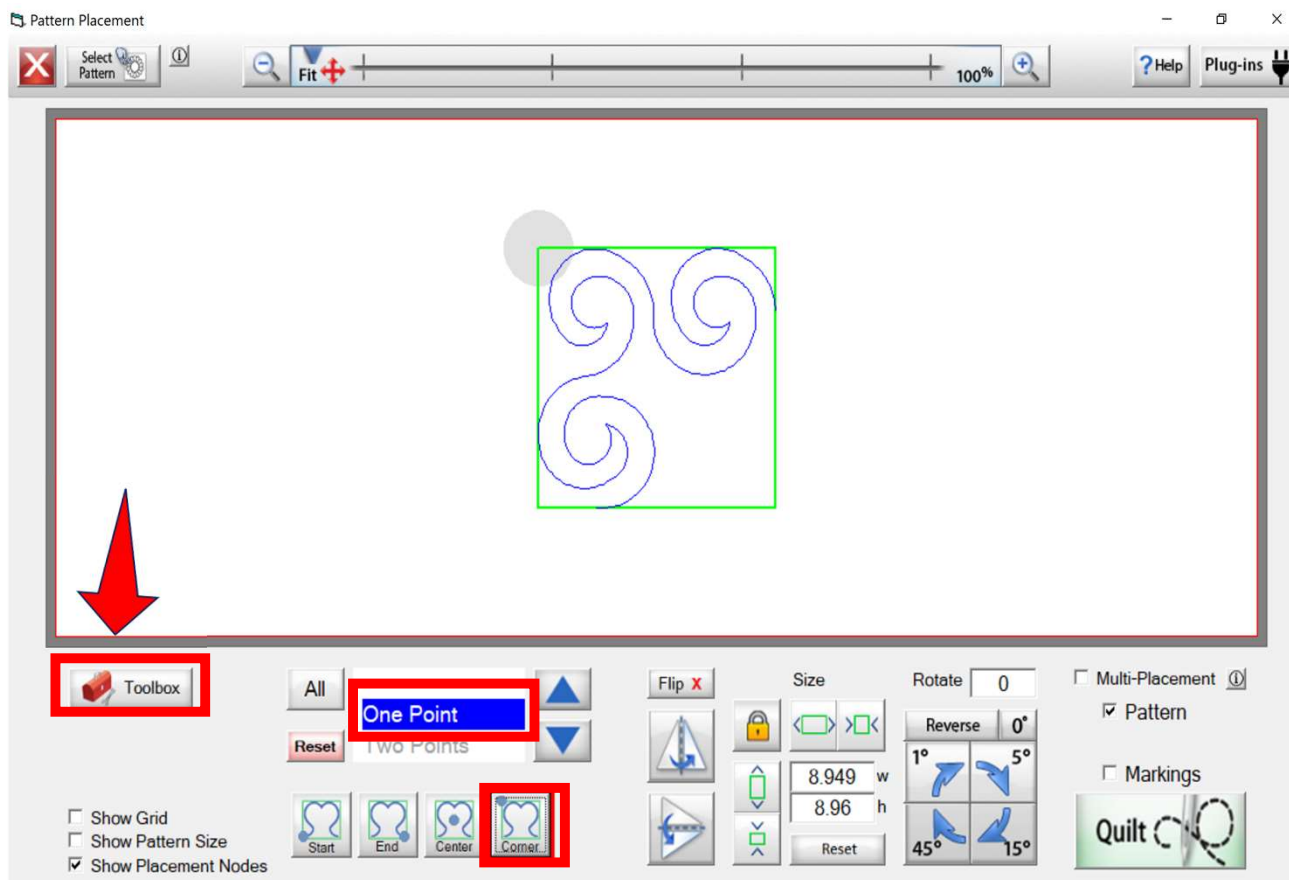 Pattern Placement
Select
Pattern
Fit
100%
? Help
Plug-ins
Toolbox
All
One Point
Reset
Two Points
Start
End
Center
Corner
Show Grid
Show Pattern Size
Show Placement Nodes
Flip X
Size
8.949 w
8.96 h
Reset
Rotate 0
Reverse 0°
1° 5°
45° 15°
Multi-Placement
Pattern
Markings
Quilt